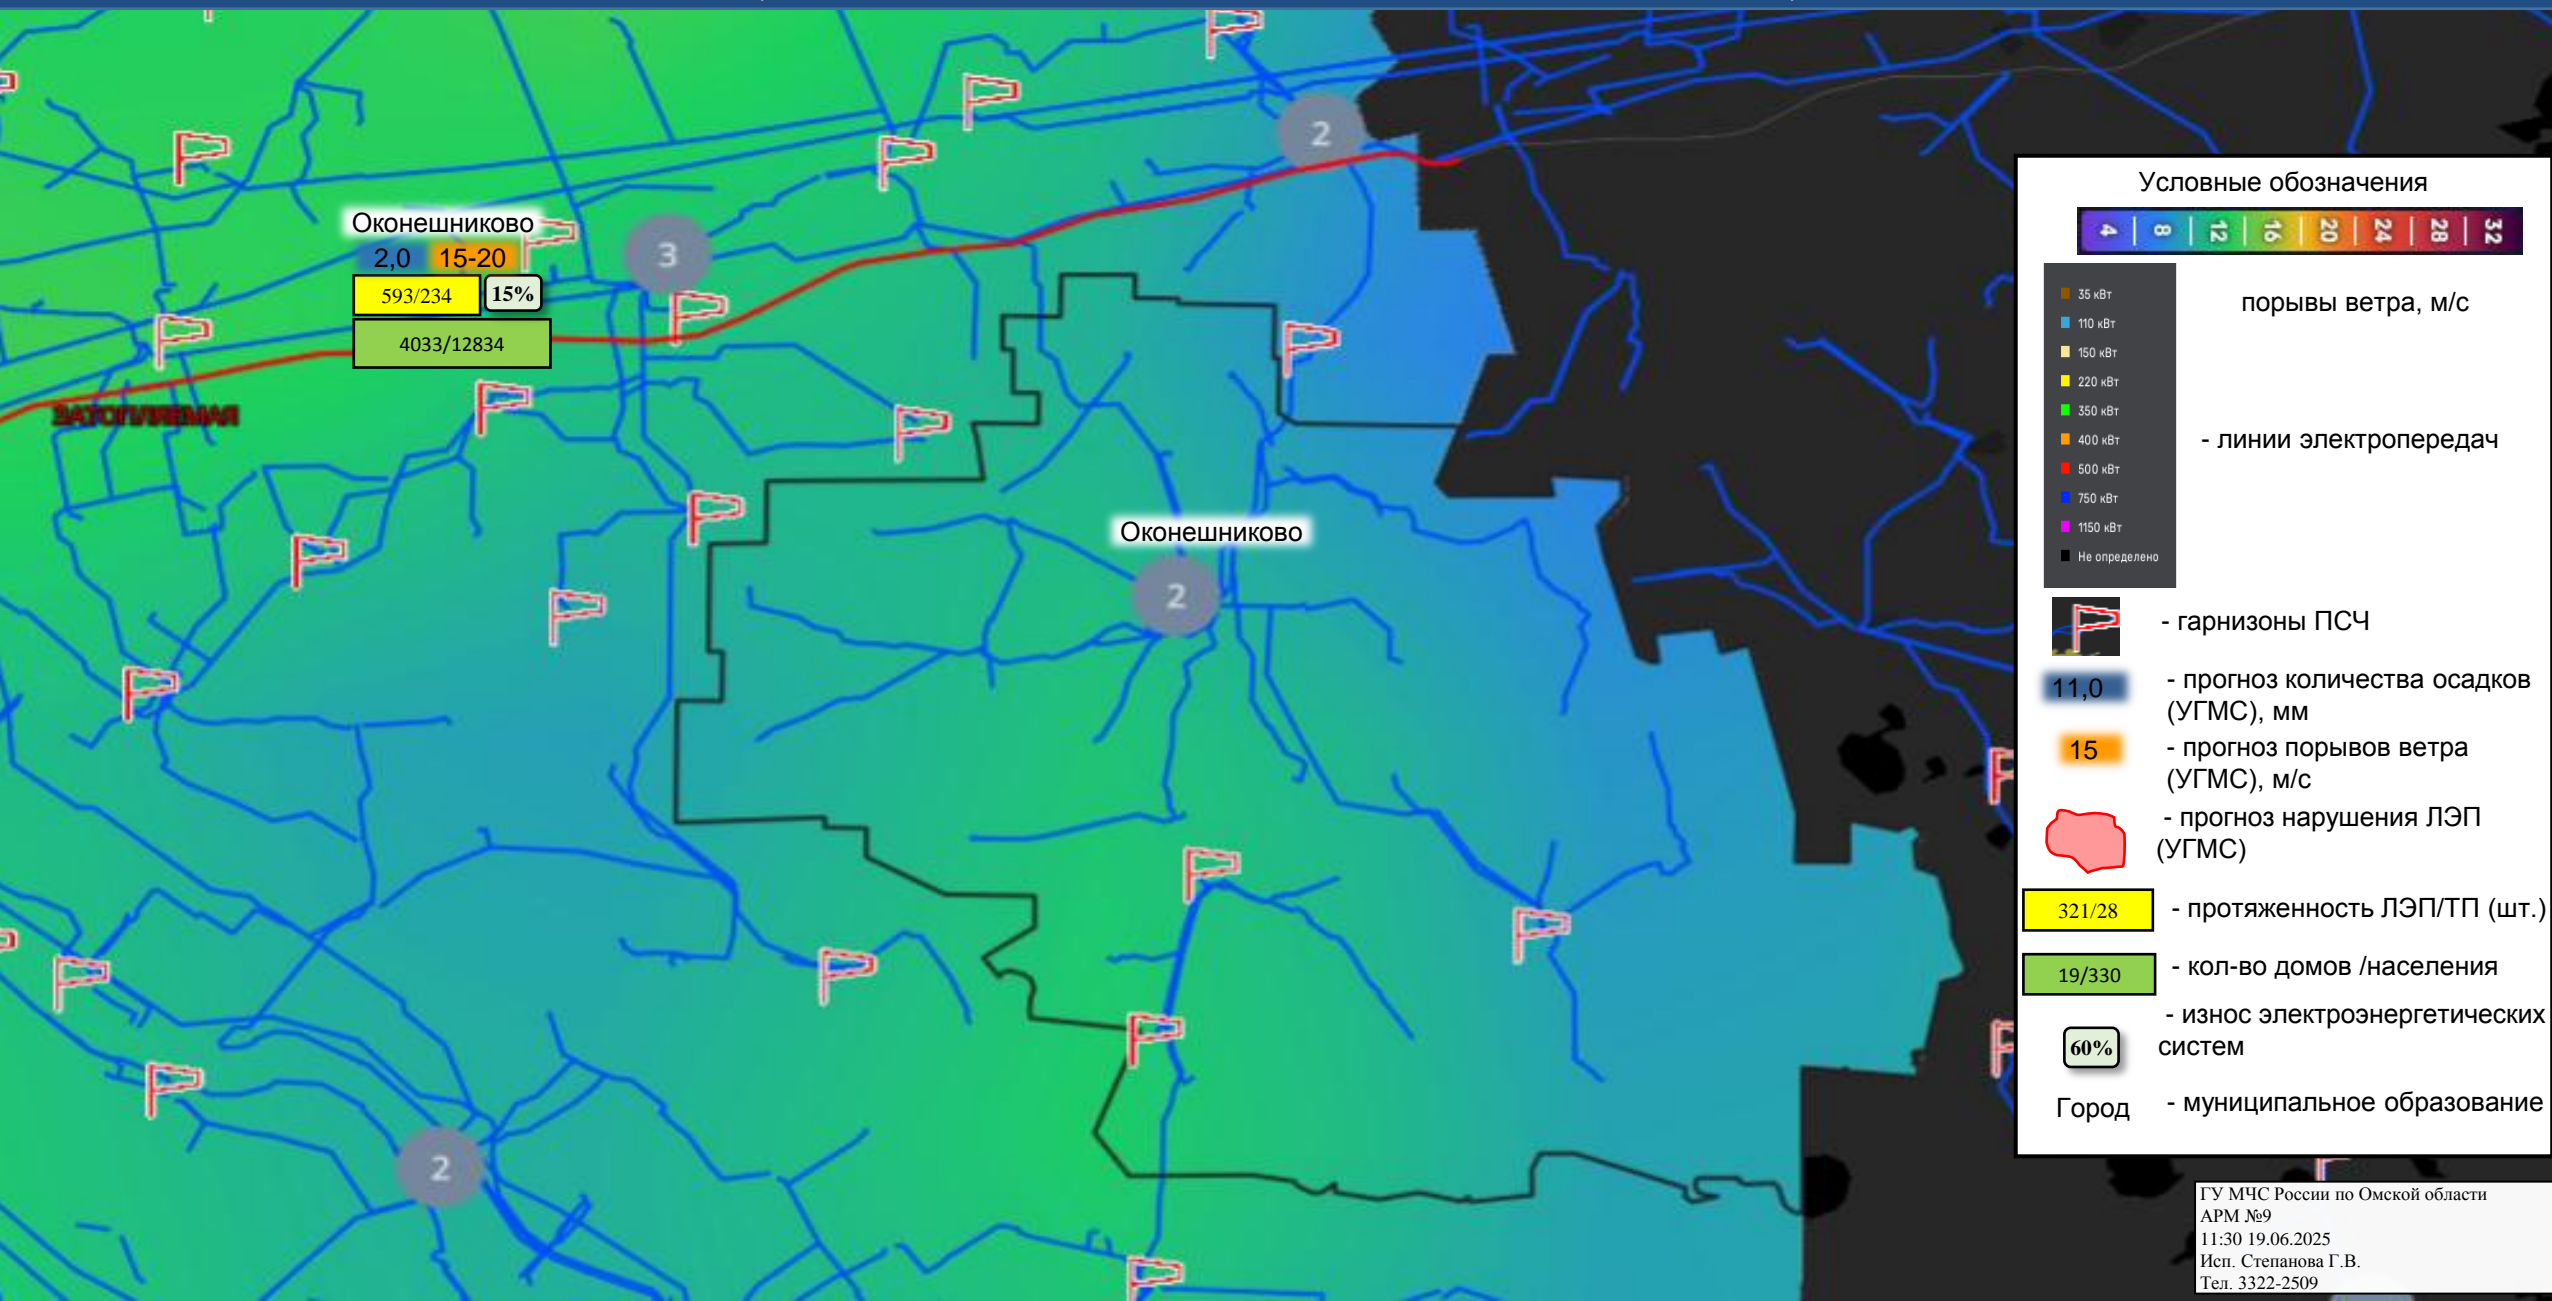 Условные обозначения
4 8 12 16 20 24 28 32
порывы ветра, м/с
35 кВт
110 кВт
150 кВт
220 кВт
350 кВт
400 кВт
500 кВт
750 кВт
1150 кВт
Не определено
- линии электропередач
- гарнизоны ПСЧ
11,0
- прогноз количества осадков
(УГМС), мм
15
- прогноз порывов ветра
(УГМС), м/с
- прогноз нарушения ЛЭП
(УГМС)
321/28
- протяженность ЛЭП/ТП (шт.)
19/330
- кол-во домов /населения
60%
- износ электроэнергетических
систем
Город
- муниципальное образование
Оконешниково
2,0 15-20
593/234 15%
4033/12834
ЗАТОПЛЯЕМАЯ
3
2
Оконешниково
2
2
ГУ МЧС России по Омской области
АРМ №9
11:30 19.06.2025
Исп. Степанова Г.В.
Тел. 3322-2509